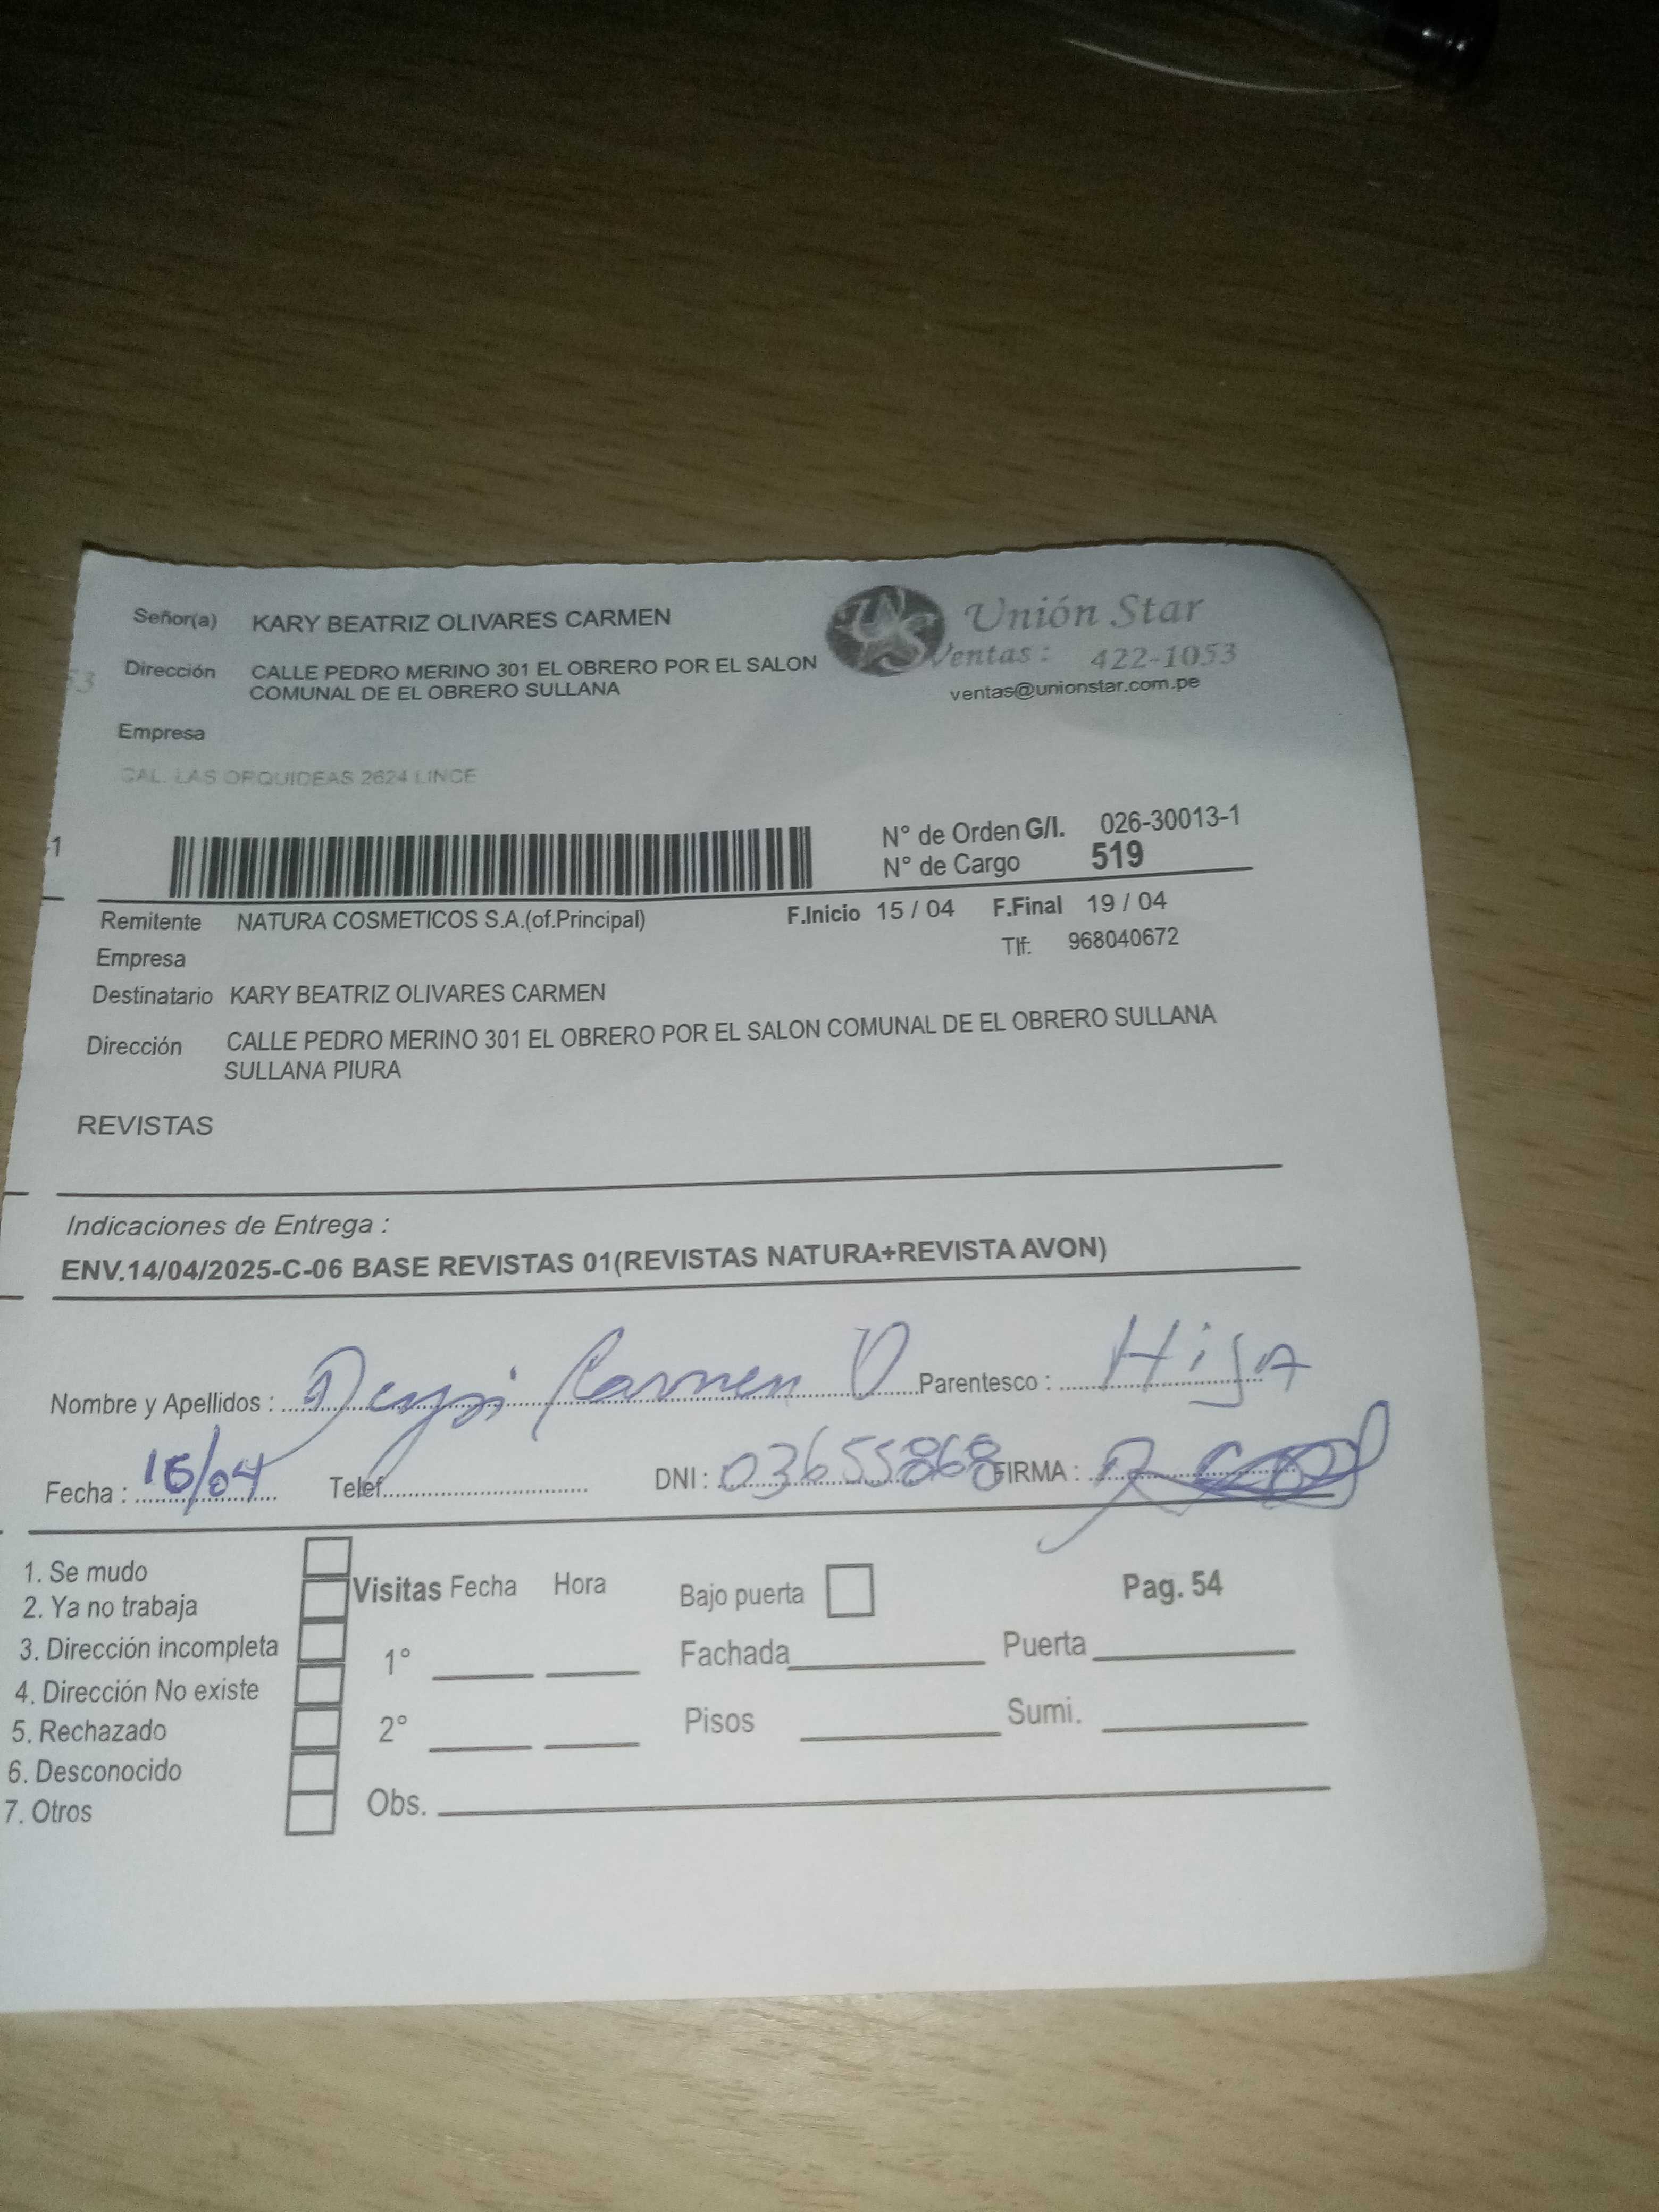 Señor(a) KARY BEATRIZ OLIVARES CARMEN
Unión Star
Ventas : 422-1053
ventas@unionstar.com.pe
53
Dirección CALLE PEDRO MERINO 301 EL OBRERO POR EL SALON
COMUNAL DE EL OBRERO SULLANA
Empresa
CAL. LAS ORQUIDEAS 2624 LINCE
1
N° de Orden G/I. 026-30013-1
N° de Cargo 519
Remitente NATURA COSMETICOS S.A.(of.Principal) F.Inicio 15 / 04 F.Final 19 / 04
Empresa Tlf: 968040672
Destinatario KARY BEATRIZ OLIVARES CARMEN
Dirección CALLE PEDRO MERINO 301 EL OBRERO POR EL SALON COMUNAL DE EL OBRERO SULLANA
SULLANA PIURA
REVISTAS
Indicaciones de Entrega :
ENV.14/04/2025-C-06 BASE REVISTAS 01(REVISTAS NATURA+REVISTA AVON)
Nombre y Apellidos : Carmen Parentesco : HiJA
Fecha : 16/04 Telef. DNI : 03655868 FIRMA :
1. Se mudo
2. Ya no trabaja
3. Dirección incompleta
4. Dirección No existe
5. Rechazado
6. Desconocido
7. Otros
Visitas Fecha Hora
1°
2°
Obs.
Bajo puerta Pag. 54
Fachada Puerta
Pisos Sumi.